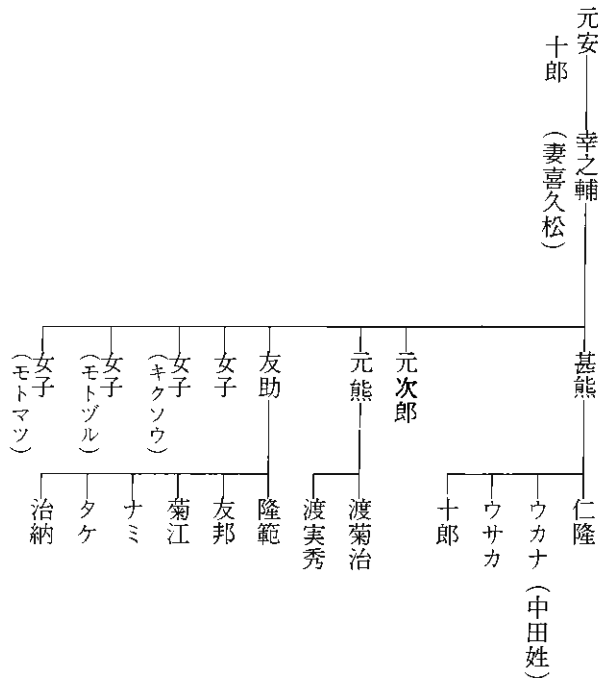 元安
十郎
幸之輔
(妻喜久松)
甚熊
元次郎
元熊
友助
女子
女子
(キクソウ)
女子
(モトヅル)
女子
(モトマツ)
仁隆
ウカナ(中田姓)
ウサカ
十郎
渡菊治
渡実秀
隆範
友邦
菊江
ナミ
タケ
治納